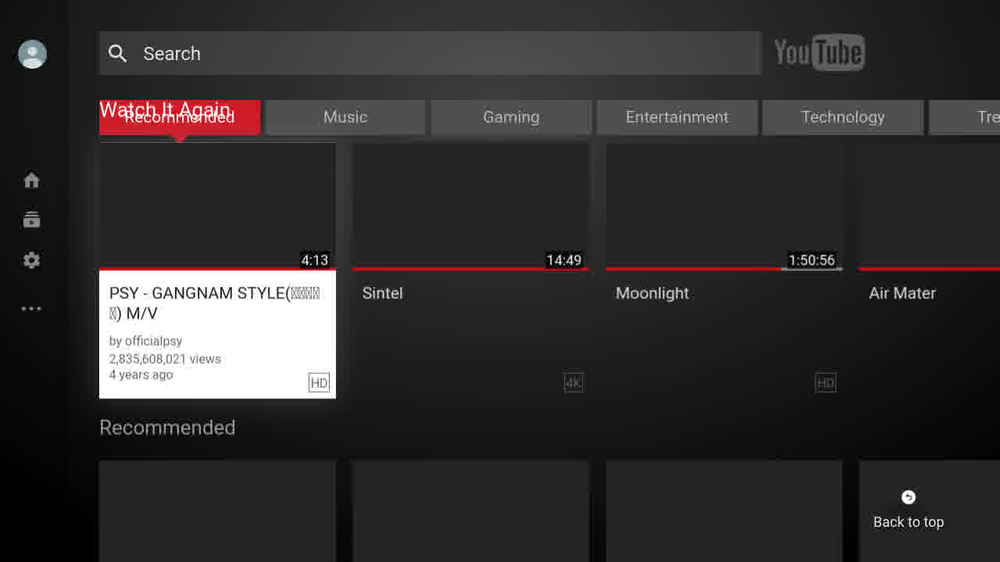 Search
YouTube
Watch It Again
Recommended
Music
Gaming
Entertainment
Technology
Tre
4:13
14:49
1:50:56
PSY - GANGNAM STYLE(
) M/V
by officialpsy
2,835,608,021 views
4 years ago
HD
Sintel
4K
Moonlight
HD
Air Mater
Recommended
Back to top